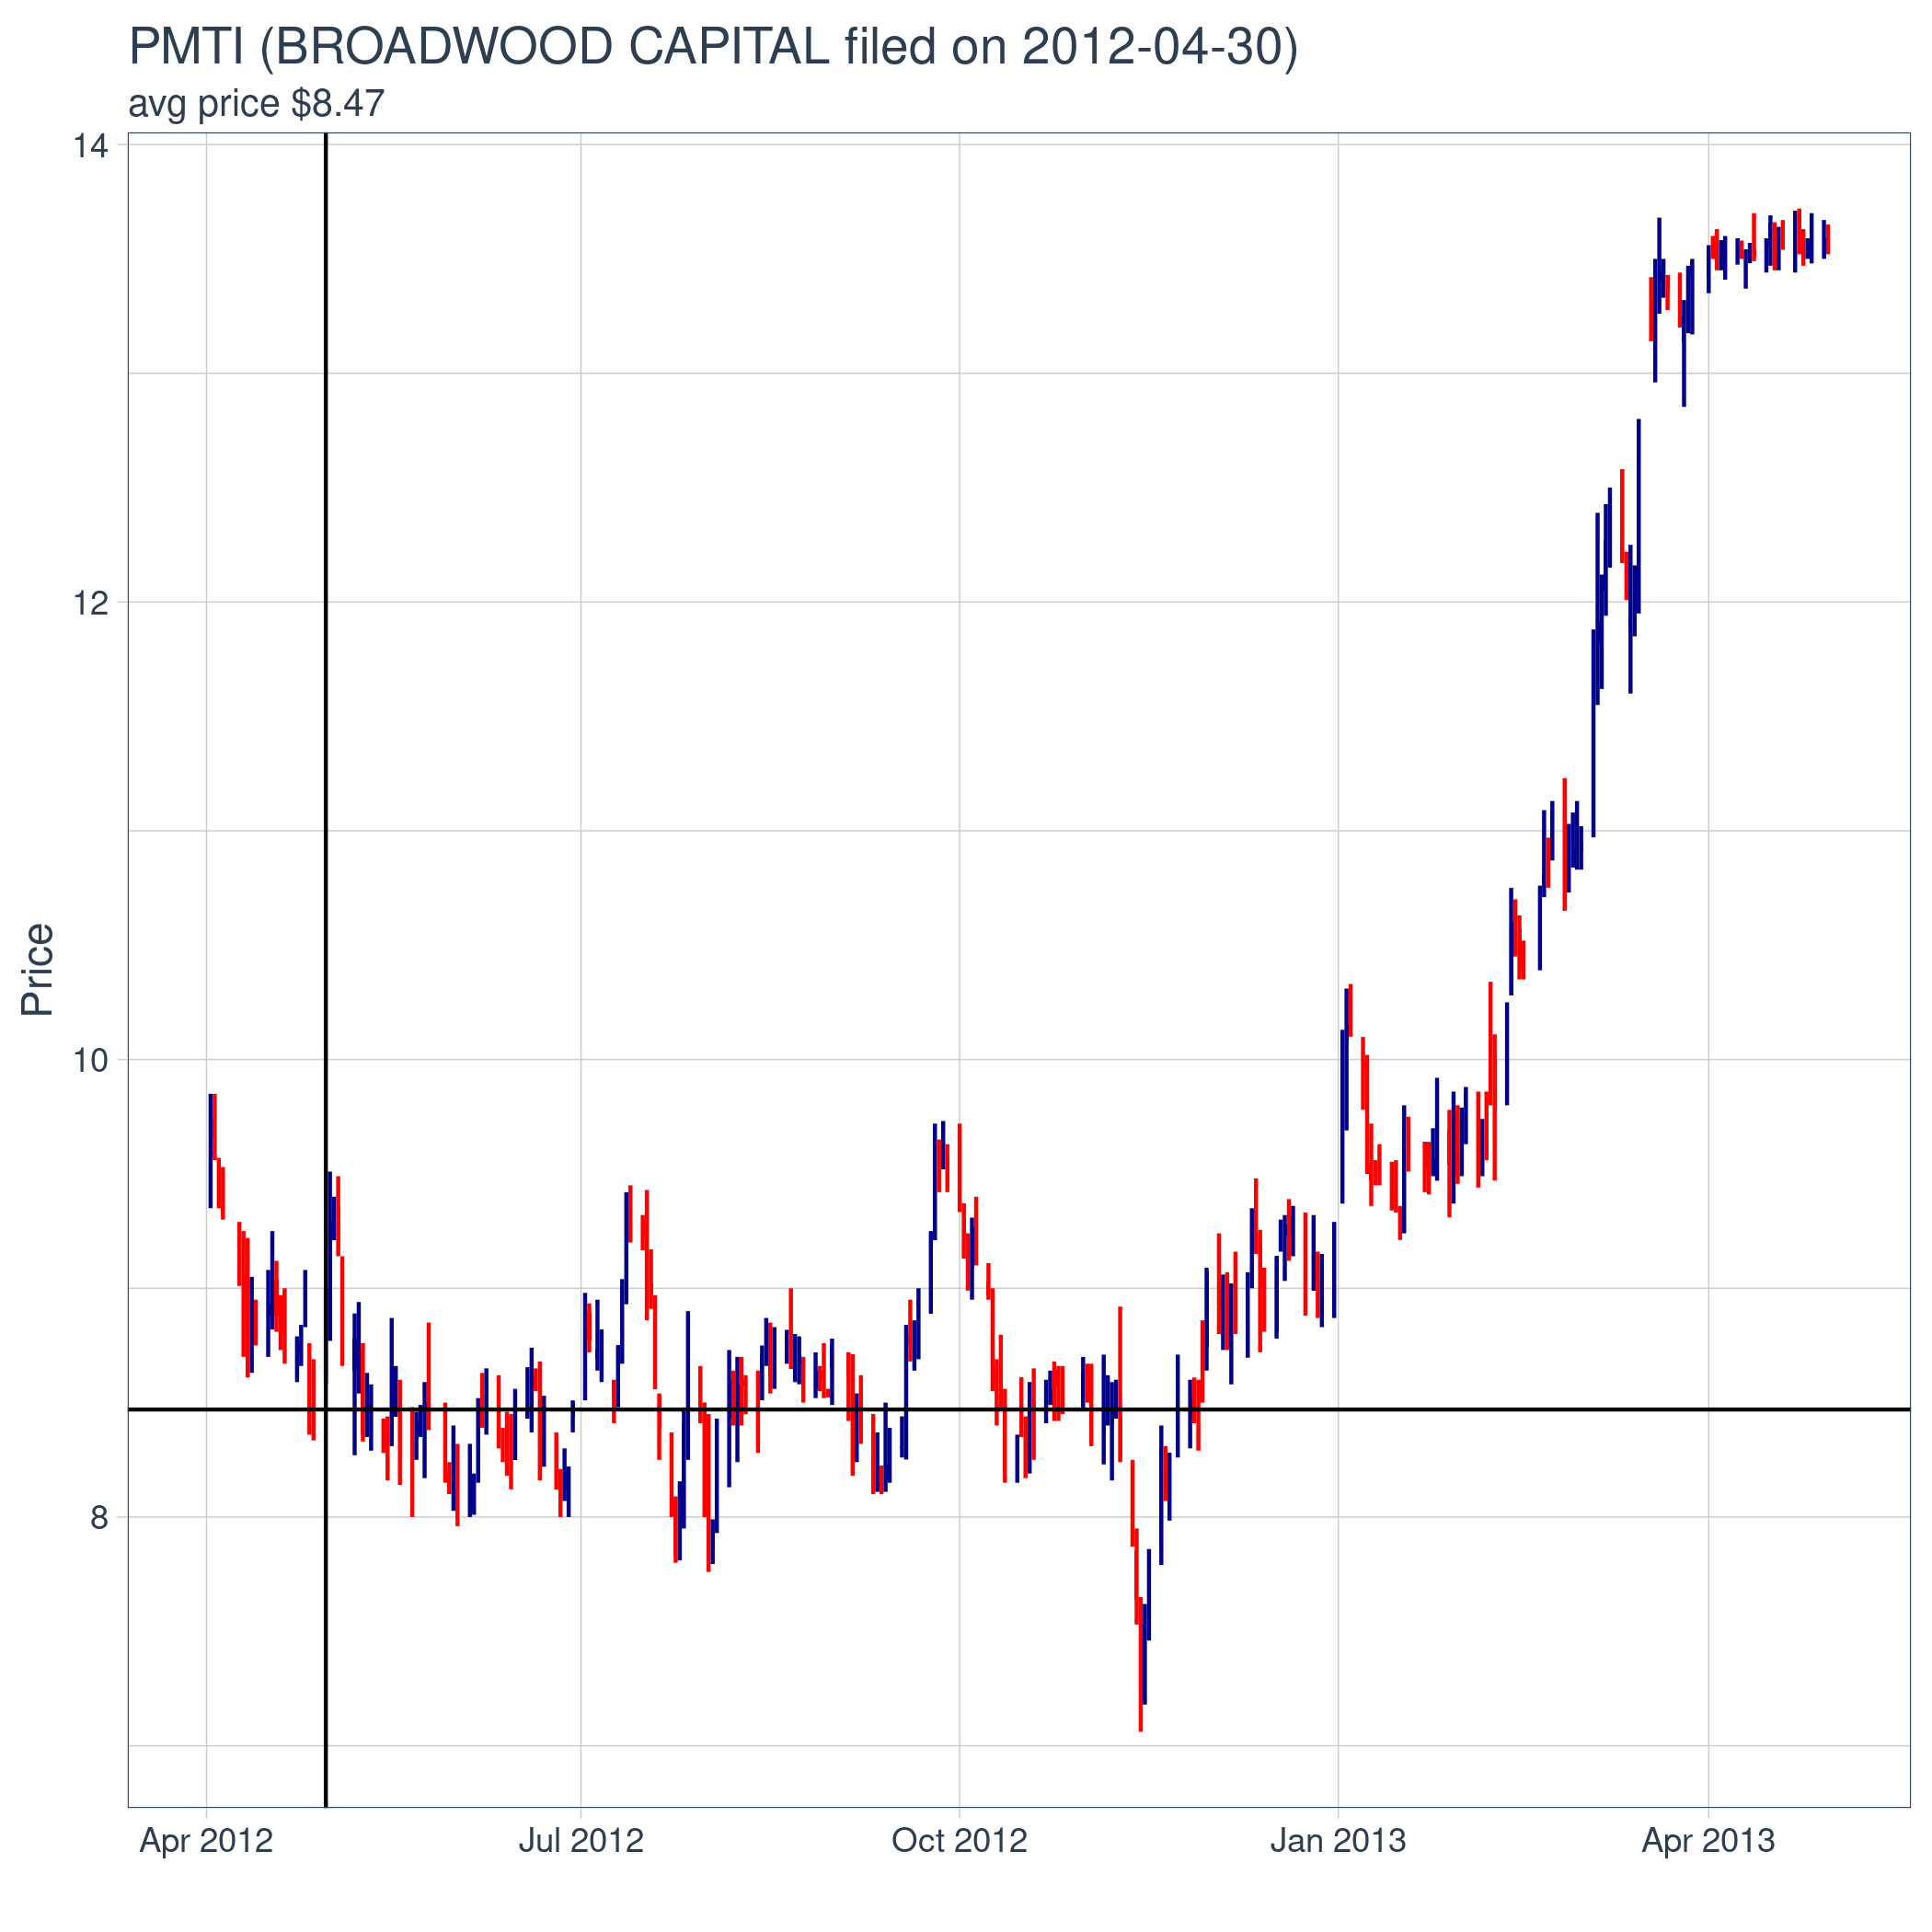 PMTI (BROADWOOD CAPITAL filed on 2012-04-30)
avg price $8.47
14
12
10
8
Price
Apr 2012
Jul 2012
Oct 2012
Jan 2013
Apr 2013